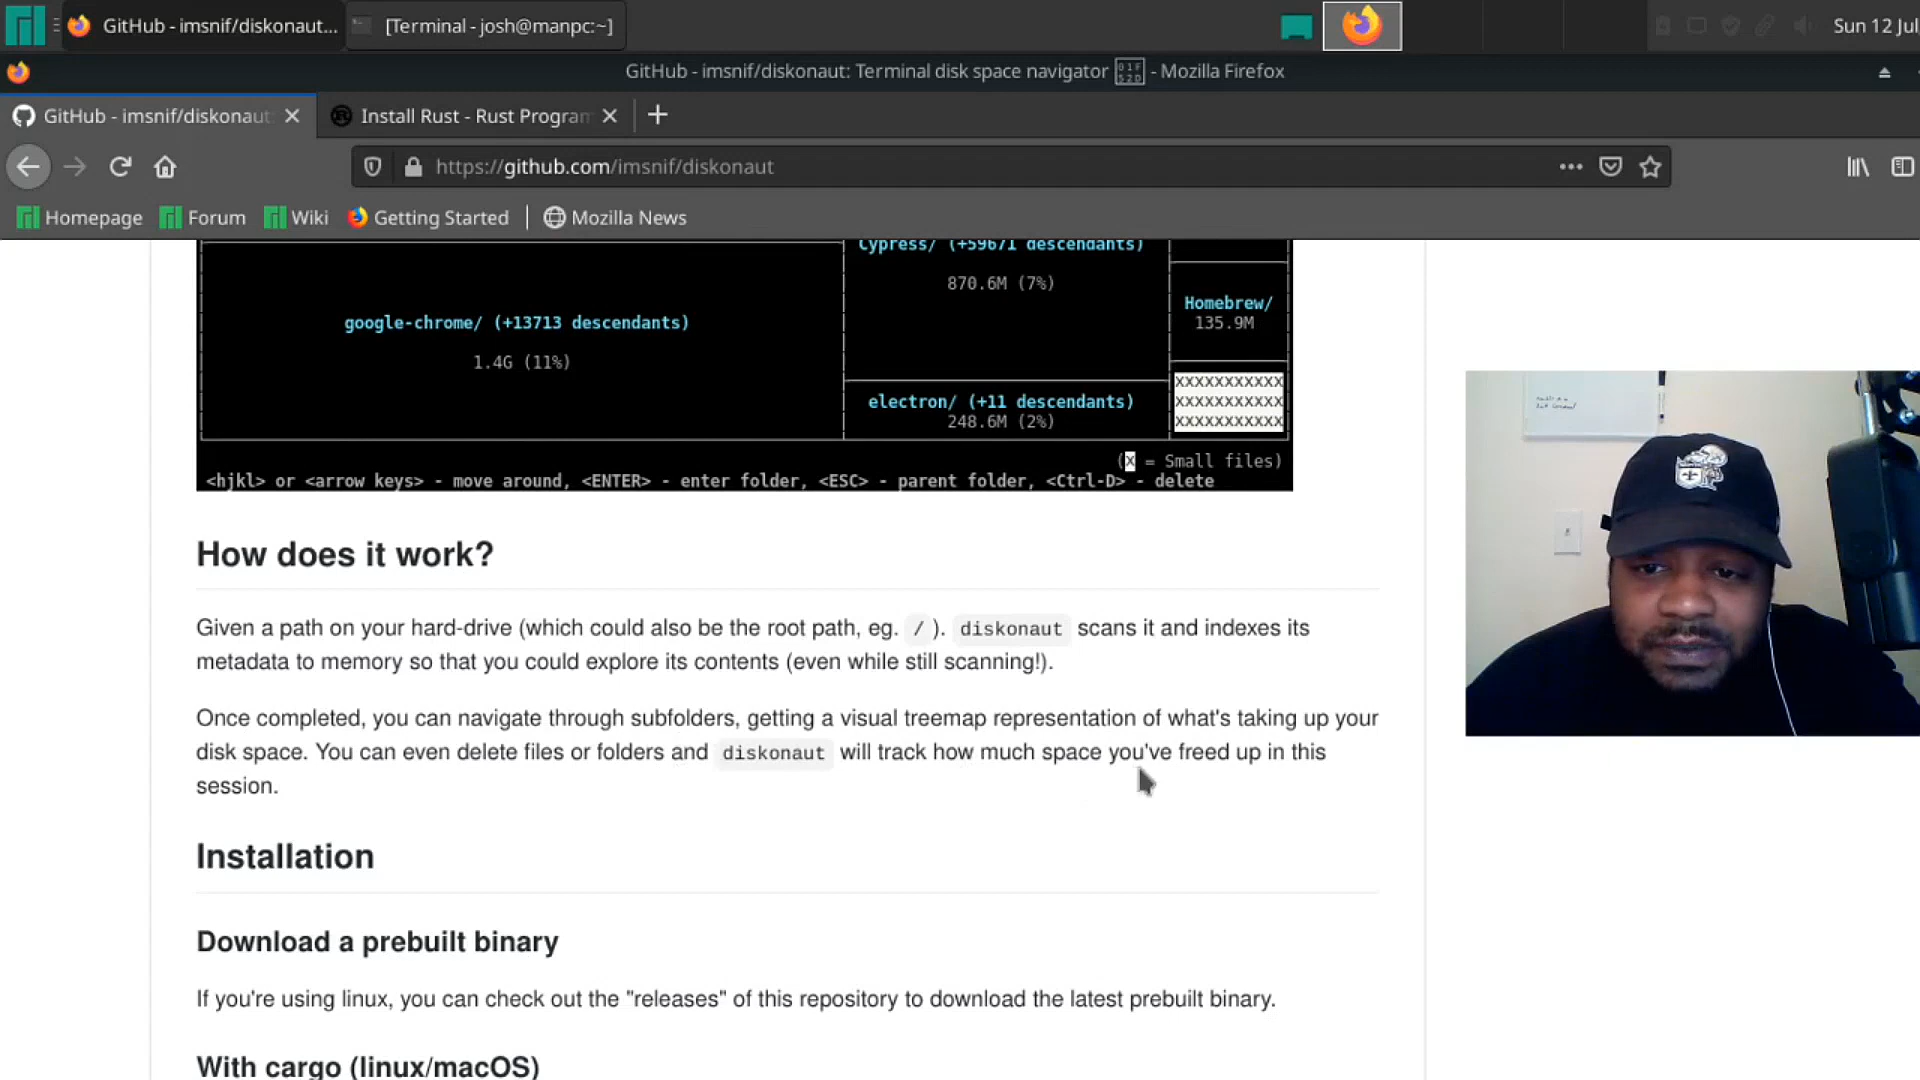 GitHub - imsnif/diskonaut...
[Terminal - josh@manpc:~]
Sun 12 Jul
GitHub - imsnif/diskonaut: Terminal disk space navigator 01F52D - Mozilla Firefox
GitHub - imsnif/diskonaut:
Install Rust - Rust Program
https://github.com/imsnif/diskonaut
Homepage Forum Wiki Getting Started Mozilla News
Cypress/ (+59671 descendants)
870.6M (7%)
Homebrew/
135.9M
google-chrome/ (+13713 descendants)
1.4G (11%)
electron/ (+11 descendants)
248.6M (2%)
xxxxxxxxxxx
xxxxxxxxxxx
xxxxxxxxxxx
(x = Small files)
<hjkl> or <arrow keys> - move around, <ENTER> - enter folder, <ESC> - parent folder, <Ctrl-D> - delete
How does it work?
Given a path on your hard-drive (which could also be the root path, eg. / ). diskonaut scans it and indexes its
metadata to memory so that you could explore its contents (even while still scanning!).
Once completed, you can navigate through subfolders, getting a visual treemap representation of what's taking up your
disk space. You can even delete files or folders and diskonaut will track how much space you've freed up in this
session.
Installation
Download a prebuilt binary
If you're using linux, you can check out the "releases" of this repository to download the latest prebuilt binary.
With cargo (linux/macOS)